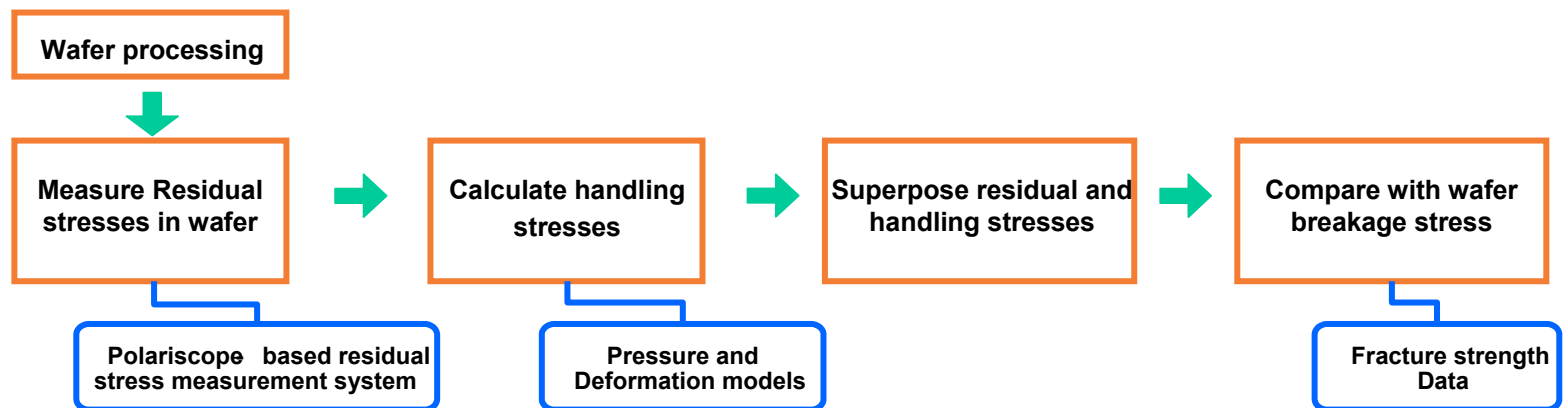 Wafer processing
Measure Residual
stresses in wafer
Calculate handling
stresses
Superpose residual and
handling stresses
Compare with wafer
breakage stress
Polariscope- based residual
stress measurement system
Pressure and
Deformation models
Fracture strength
Data